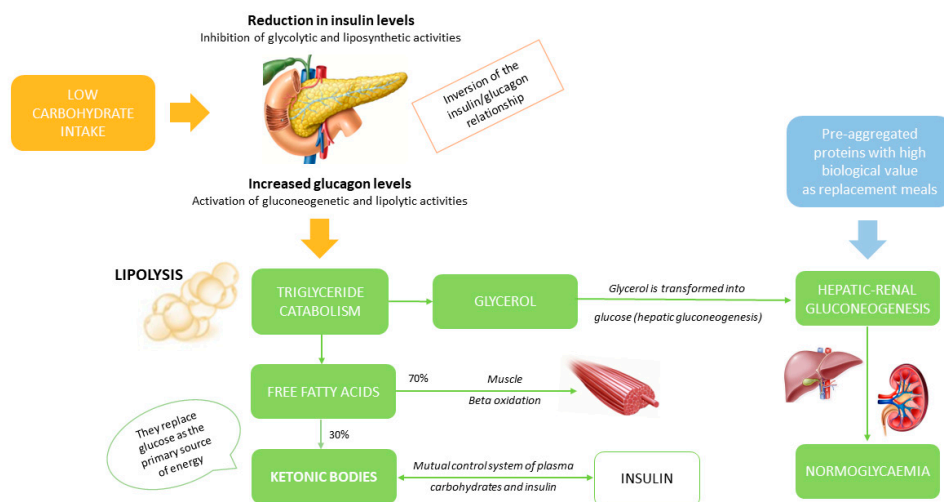 Reduction in insulin levels
Inhibition of glycolytic and liposynthetic activities
LOW
CARBOHYDRATE
INTAKE
Inversion of the
insulin/glucagon
relationship
Pre-aggregated
proteins with high
biological value
as replacement meals
Increased glucagon levels
Activation of gluconeogenetic and lipolytic activities
LIPOLYSIS
TRIGLYCERIDE
CATABOLISM
GLYCEROL
Glycerol is transformed into
glucose (hepatic gluconeogenesis)
HEPATIC-RENAL
GLUCONEOGENESIS
FREE FATTY ACIDS
70%
Muscle
Beta oxidation
30%
They replace
glucose as the
primary source
of energy
KETONIC BODIES
Mutual control system of plasma
carbohydrates and insulin
INSULIN
NORMOGLYCAEMIA